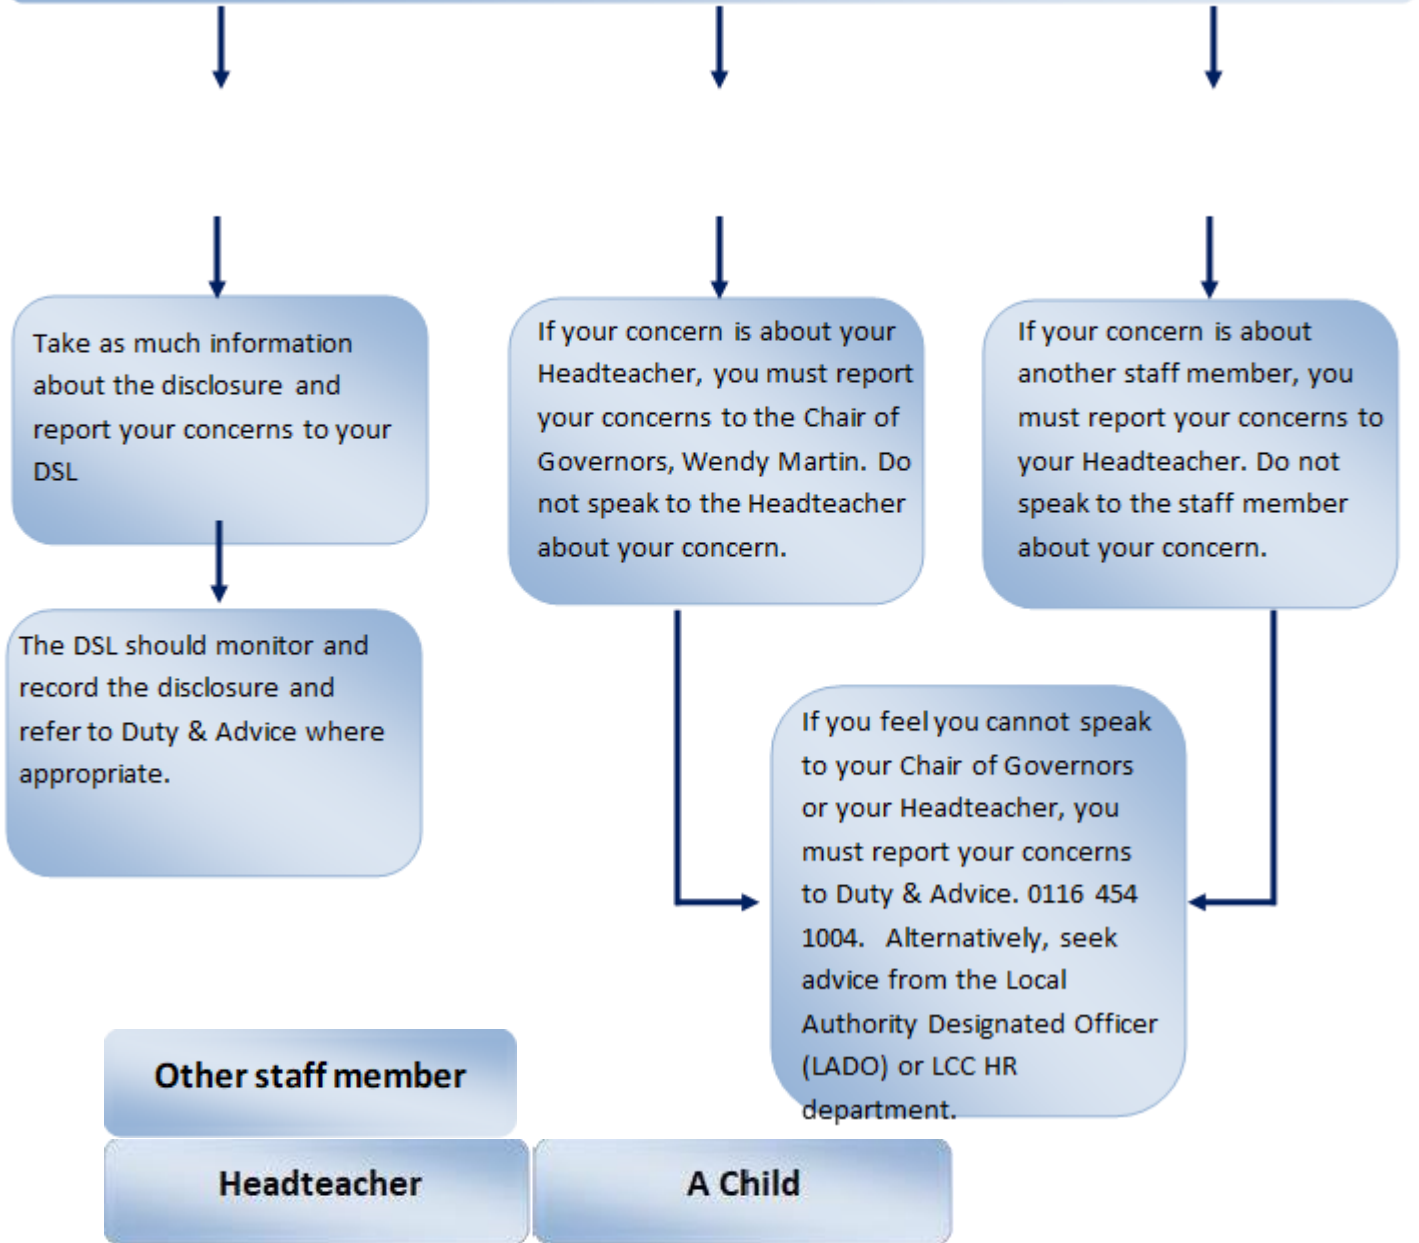 Take as much information
about the disclosure and
report your concerns to your
DSL
If your concern is about your
Headteacher, you must report
your concerns to the Chair of
Governors, Wendy Martin. Do
not speak to the Headteacher
about your concern.
If your concern is about
another staff member, you
must report your concerns to
your Headteacher. Do not
speak to the staff member
about your concern.
The DSL should monitor and
record the disclosure and
refer to Duty & Advice where
appropriate.
If you feel you cannot speak
to your Chair of Governors
or your Headteacher, you
must report your concerns
to Duty & Advice. 0116 454
1004. Alternatively, seek
advice from the Local
Authority Designated Officer
(LADO) or LCC HR
department.
Other staff member
Headteacher
A Child